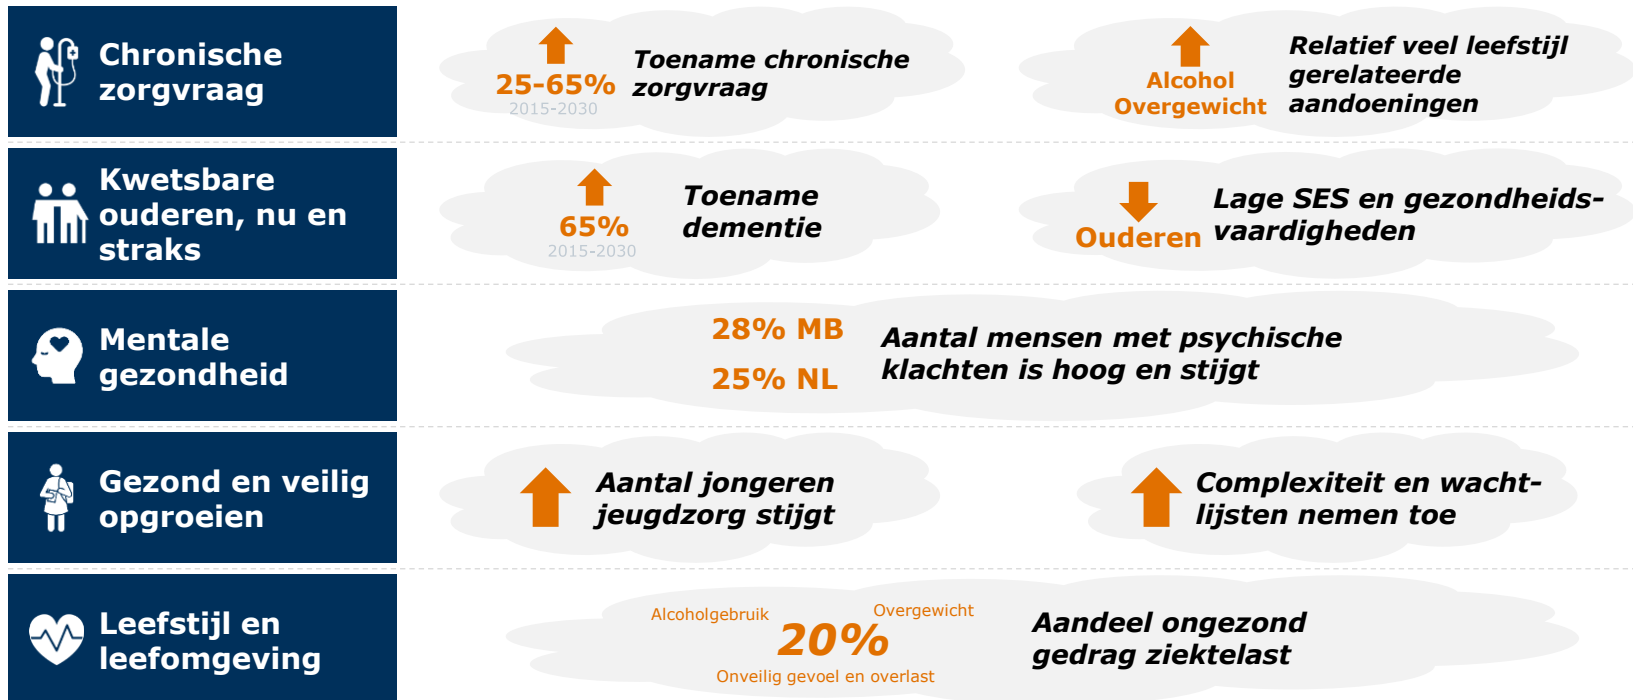 Chronische
zorgvraag
25-65%
2015-2030
Toename chronische
zorgvraag
Alcohol
Overgewicht
Relatief veel leefstijl
gerelateerde
aandoeningen
Kwetsbare
ouderen, nu en
straks
65%
2015-2030
Toename
dementie
Ouderen
Lage SES en gezondheids-
vaardigheden
Mentale
gezondheid
28% MB
25% NL
Aantal mensen met psychische
klachten is hoog en stijgt
Gezond en veilig
opgroeien
Aantal jongeren
jeugdzorg stijgt
Complexiteit en wacht-
lijsten nemen toe
Leefstijl en
leefomgeving
Alcoholgebruik
Overgewicht
20%
Onveilig gevoel en overlast
Aandeel ongezond
gedrag ziektelast